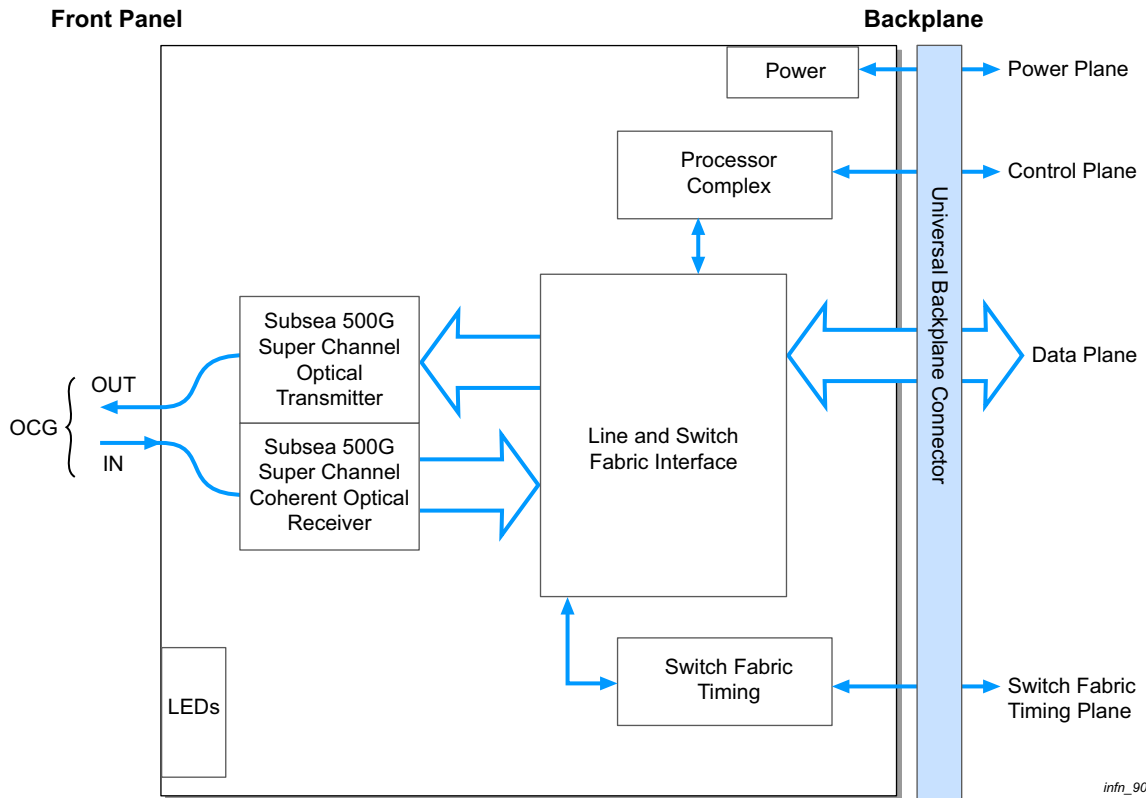 Front Panel
Backplane
Power
Power Plane
Processor
Complex
Control Plane
Universal Backplane Connector
Subsea 500G
Super Channel
Optical
Transmitter
Data Plane
OUT
OCG
IN
Subsea 500G
Super Channel
Coherent Optical
Receiver
Line and Switch
Fabric Interface
Switch Fabric
Timing
Switch Fabric
Timing Plane
LEDs
infn_90